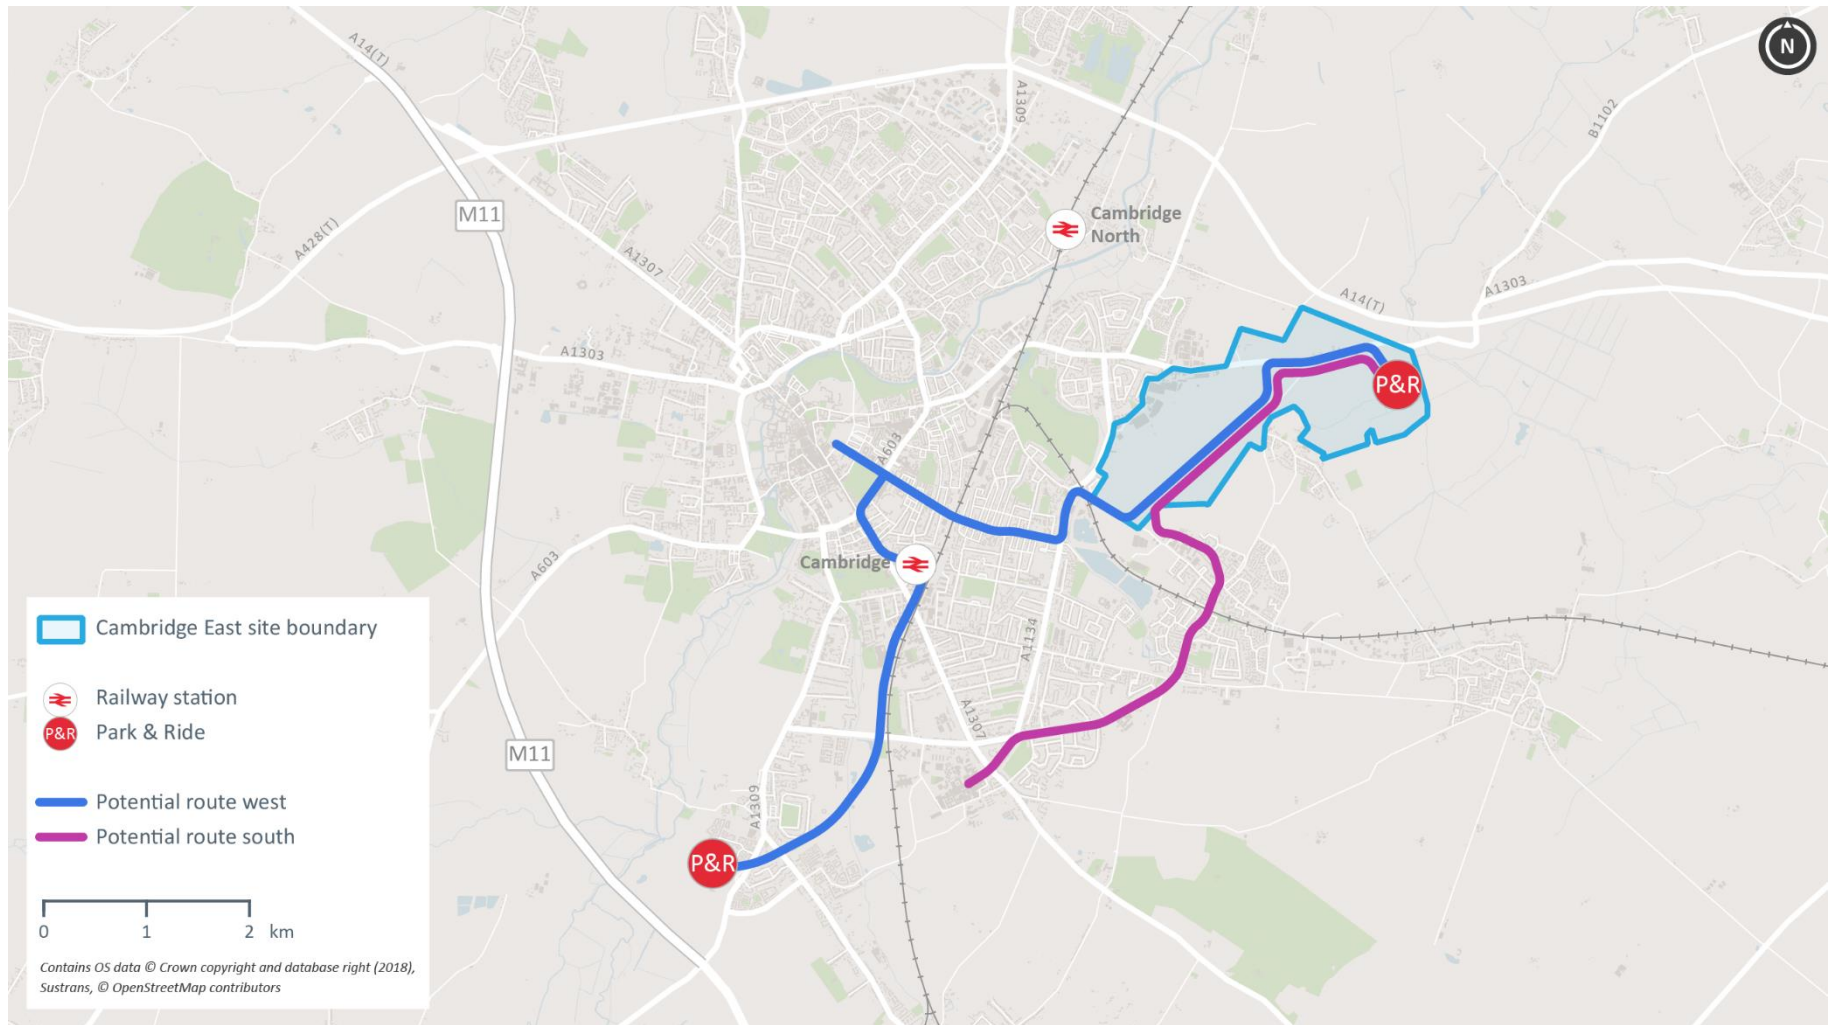 N
A14(T)
A1309
B1102
M11
Cambridge
North
A428(T)
A1307
A14(T)
A1303
A1303
P&R
A603
A603
Cambridge
A1134
Cambridge East site boundary
Railway station
P&R
Park & Ride
A1307
M11
Potential route west
Potential route south
A1309
P&R
0
1
2
km
Contains OS data © Crown copyright and database right (2018),
Sustrans, © OpenStreetMap contributors